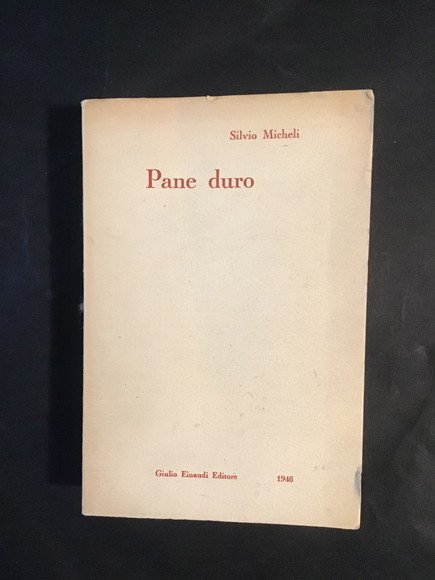 Silvio Micheli
Pane duro
Giulio Einaudi Editore 1946